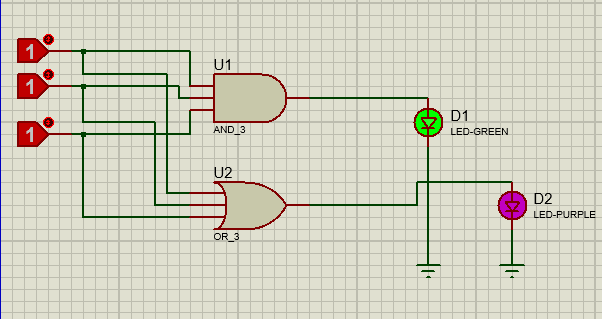 1
1
1
U1
AND_3
D1
LED-GREEN
U2
OR_3
D2
LED-PURPLE